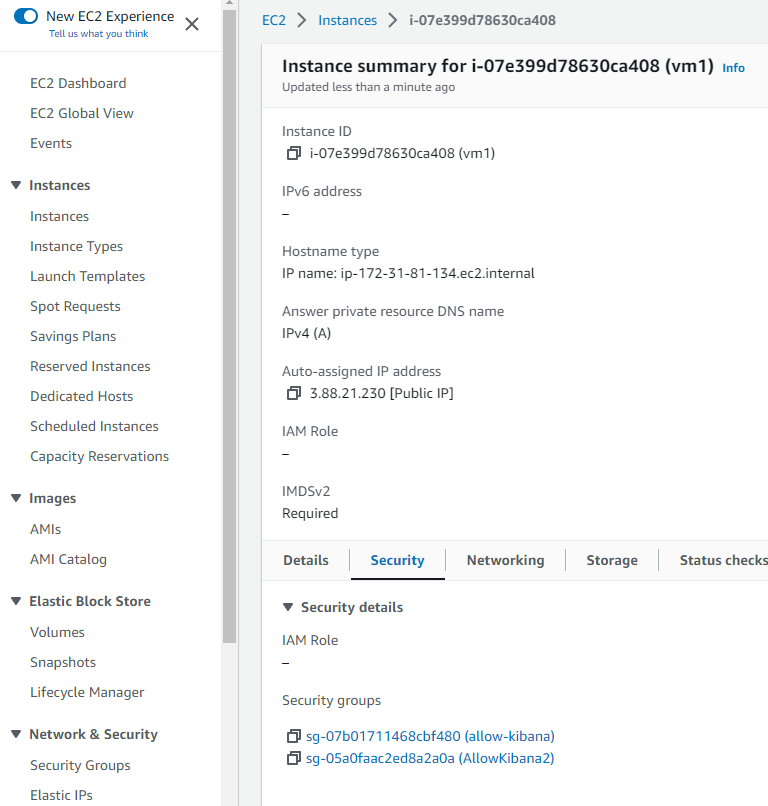 New EC2 Experience
Tell us what you think
EC2 Dashboard
EC2 Global View
Events
Instances
Instances
Instance Types
Launch Templates
Spot Requests
Savings Plans
Reserved Instances
Dedicated Hosts
Scheduled Instances
Capacity Reservations
Images
AMIs
AMI Catalog
Elastic Block Store
Volumes
Snapshots
Lifecycle Manager
Network & Security
Security Groups
Elastic IPs
EC2 > Instances > i-07e399d78630ca408
Instance summary for i-07e399d78630ca408 (vm1) Info
Updated less than a minute ago
Instance ID
i-07e399d78630ca408 (vm1)
IPv6 address
–
Hostname type
IP name: ip-172-31-81-134.ec2.internal
Answer private resource DNS name
IPv4 (A)
Auto-assigned IP address
3.88.21.230 [Public IP]
IAM Role
–
IMDSv2
Required
Details Security Networking Storage Status checks
Security details
IAM Role
–
Security groups
sg-07b01711468cbf480 (allow-kibana)
sg-05a0faac2ed8a2a0a (AllowKibana2)